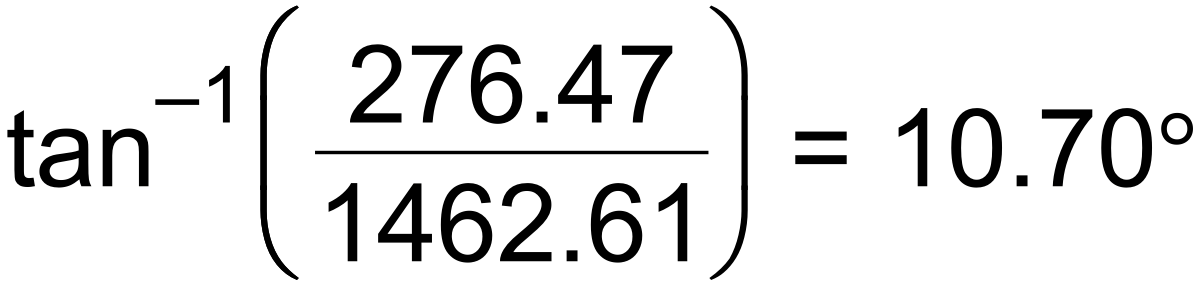 tan⁻¹(276.47/1462.61) = 10.70°